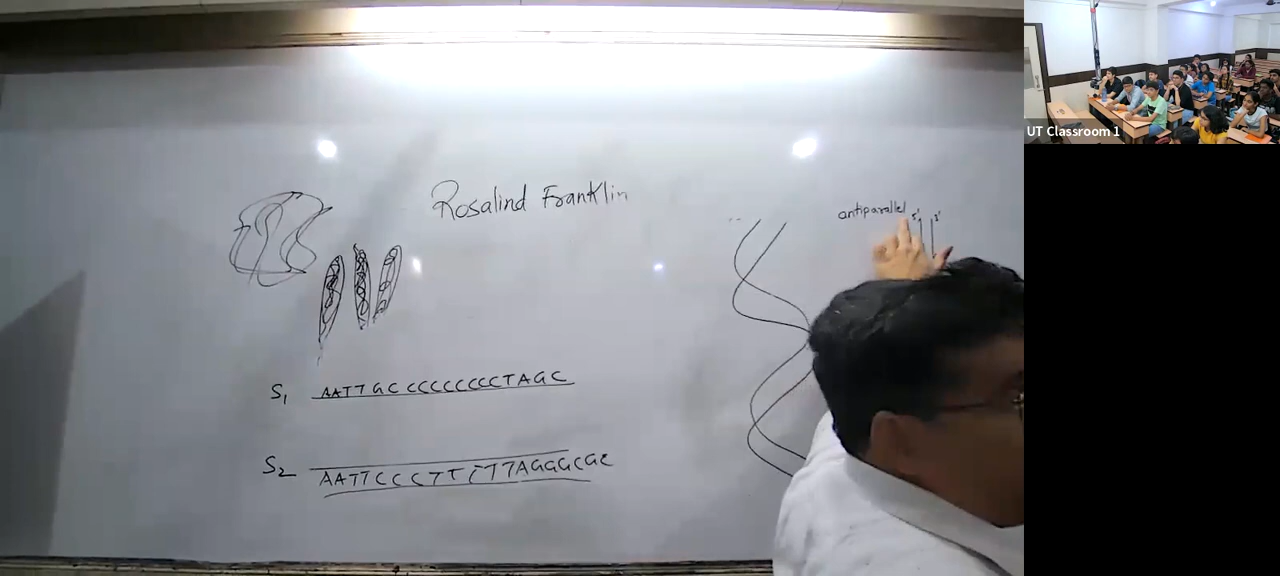 Rosalind Franklin
antiparallel 5' 3'
S1 AATTGCCCCCCCCCTAGC
S2 AATTCCCTTTTTAGGGCGC
UT Classroom 1